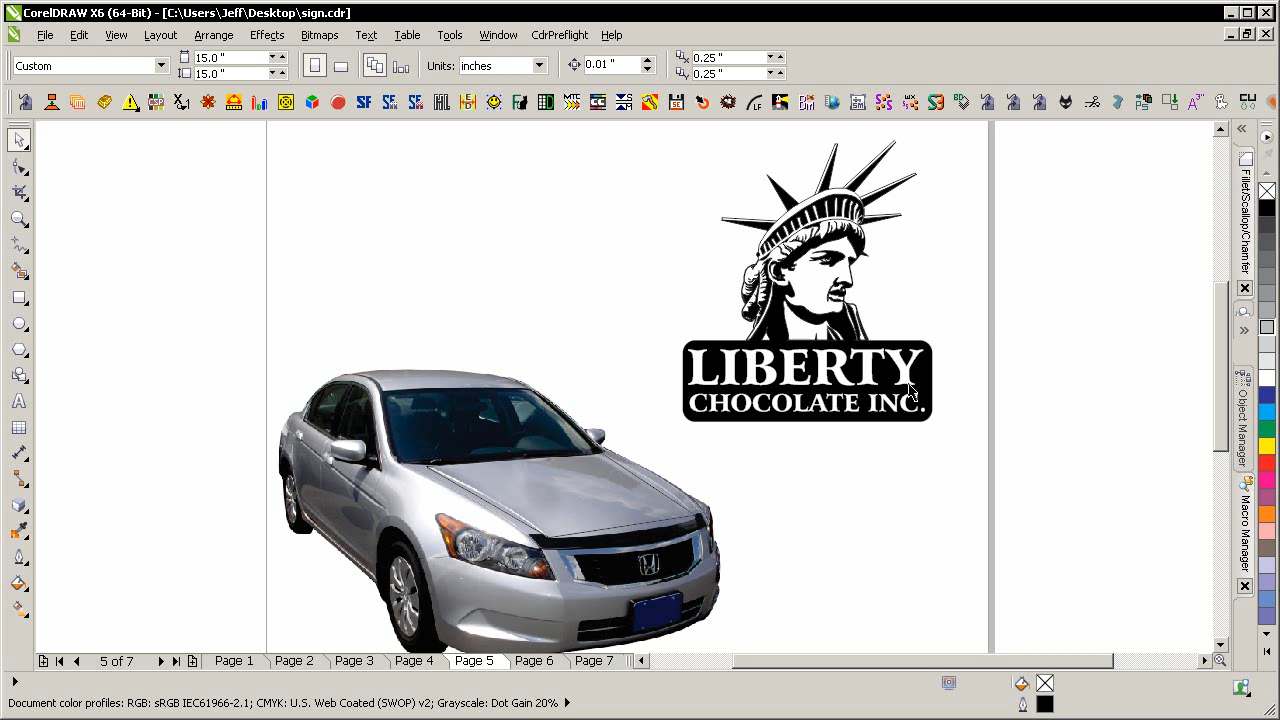 CorelDRAW X6 (64-Bit) - [C:\Users\Jeff\Desktop\sign.cdr]
File Edit View Layout Arrange Effects Bitmaps Text Table Tools Window CdrPreflight Help
Custom 15.0 " 15.0 " Units: inches 0.01 " 0.25 " 0.25 "
Fillet/Scallop/Chamfer
Object Manager
Macro Manager
LIBERTY
CHOCOLATE INC.
5 of 7 Page 1 Page 2 Page 3 Page 4 Page 5 Page 6 Page 7
Document color profiles: RGB: sRGB IEC61966-2.1; CMYK: U.S. Web Coated (SWOP) v2; Grayscale: Dot Gain 20%